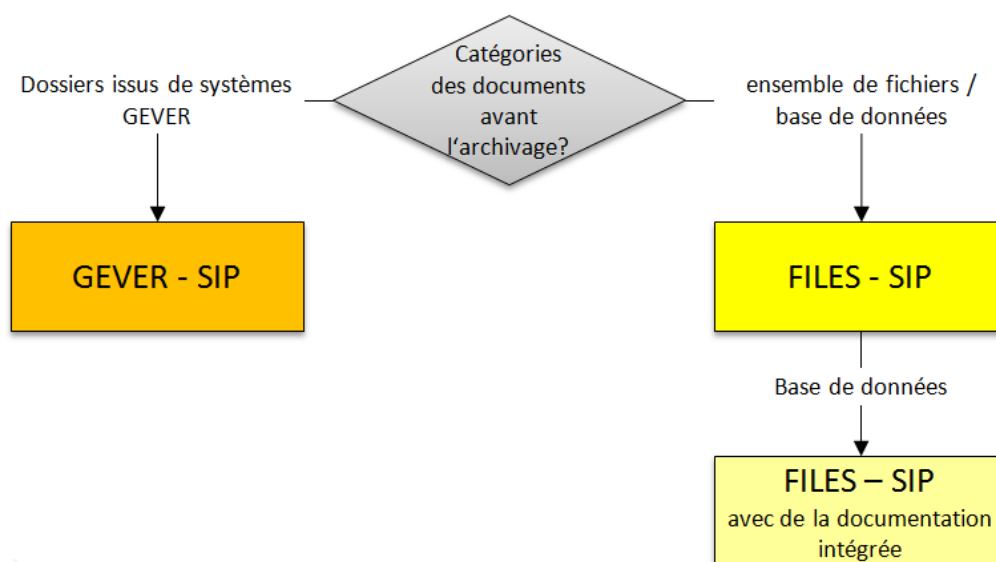 Catégories
des documents
avant
l‘archivage?
Dossiers issus de systèmes
GEVER
ensemble de fichiers /
base de données
GEVER - SIP
FILES - SIP
Base de données
FILES – SIP
avec de la documentation
intégrée